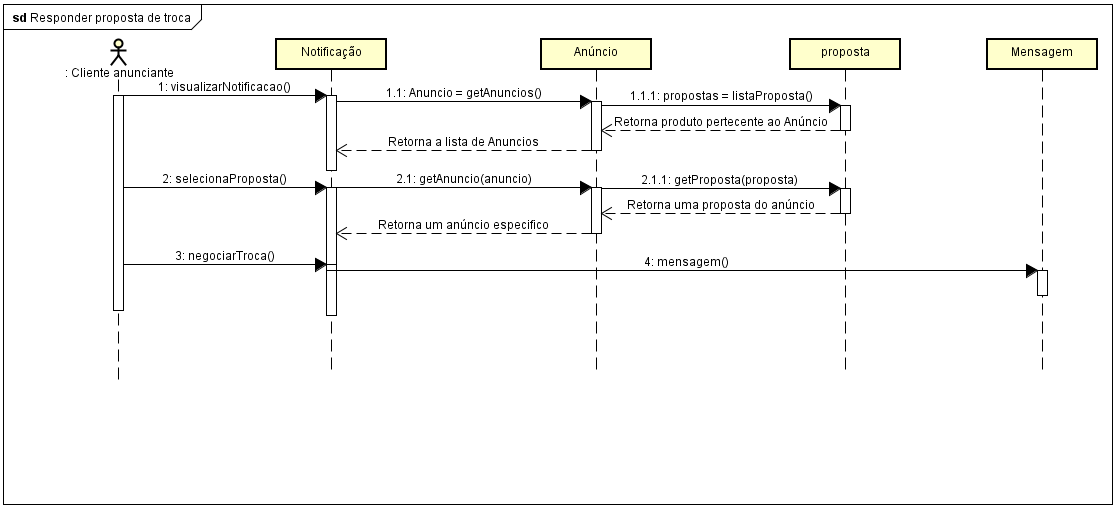 sd Responder proposta de troca
Notificação
Anúncio
proposta
Mensagem
: Cliente anunciante
1: visualizarNotificacao()
1.1: Anuncio = getAnuncios()
1.1.1: propostas = listaProposta()
Retorna produto pertecente ao Anúncio
Retorna a lista de Anuncios
2: selecionaProposta()
2.1: getAnuncio(anuncio)
2.1.1: getProposta(proposta)
Retorna uma proposta do anúncio
Retorna um anúncio especifico
3: negociarTroca()
4: mensagem()